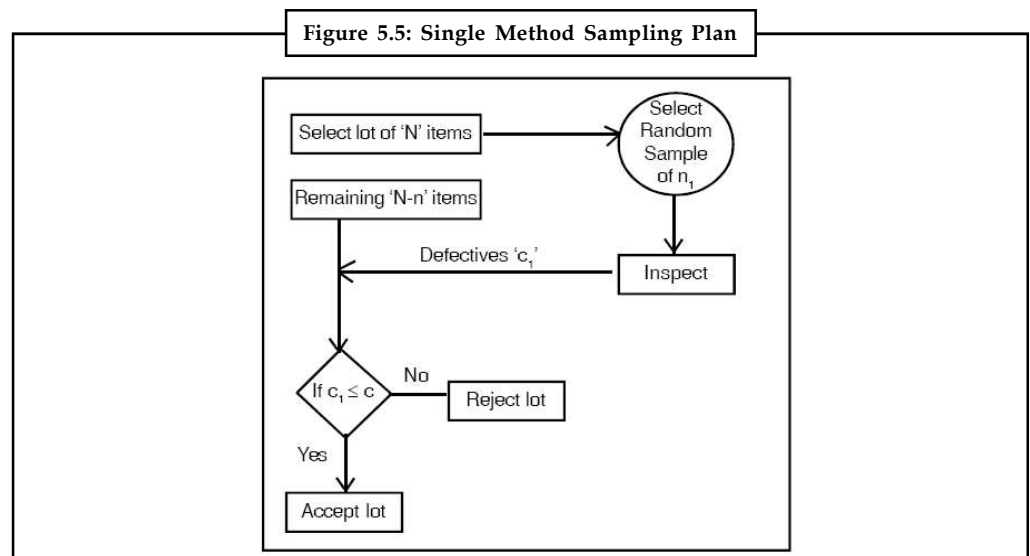 Figure 5.5: Single Method Sampling Plan
Select lot of 'N' items
Select
Random
Sample
of n₁
Remaining 'N-n' items
Defectives 'c₁'
Inspect
If c₁ ≤ c
No
Reject lot
Yes
Accept lot